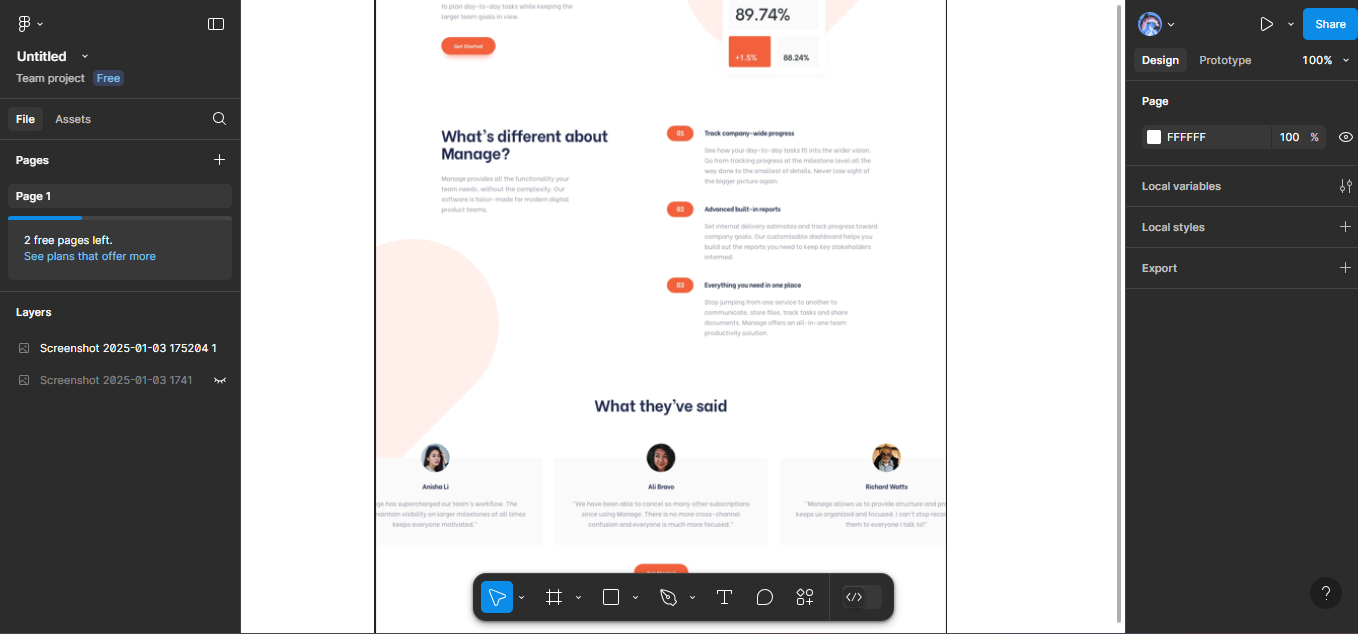 Untitled
Team project Free
File Assets
Pages
Page 1
2 free pages left.
See plans that offer more
Layers
Screenshot 2025-01-03 175204 1
Screenshot 2025-01-03 1741
to plan day-to-day tasks while keeping the
larger team goals in view.
Get Started
89.74%
+1.5%
88.24%
What's different about
Manage?
Manage provides all the functionality your
team needs, without the complexity. Our
software is tailor-made for modern digital
product teams.
01 Track company-wide progress
See how your day-to-day tasks fit into the wider vision.
Go from tracking progress at the milestone level all the
way done to the smallest of details. Never lose sight of
the bigger picture again.
02 Advanced built-in reports
Set internal delivery estimates and track progress toward
company goals. Our customisable dashboard helps you
build out the reports you need to keep key stakeholders
informed.
03 Everything you need in one place
Stop jumping from one service to another to
communicate, store files, track tasks and share
documents. Manage offers an all-in-one team
productivity solution.
What they've said
Anisha Li
ge has supercharged our team's workflow. The
aintain visibility on larger milestones at all times
keeps everyone motivated."
Ali Bravo
"We have been able to cancel so many other subscriptions
since using Manage. There is no more cross-channel
confusion and everyone is much more focused."
Richard Watts
"Manage allows us to provide structure and pr
keeps us organized and focused. I can't stop reco
them to everyone I talk to!"
Share
Design Prototype 100%
Page
FFFFFF 100 %
Local variables
Local styles
Export
?